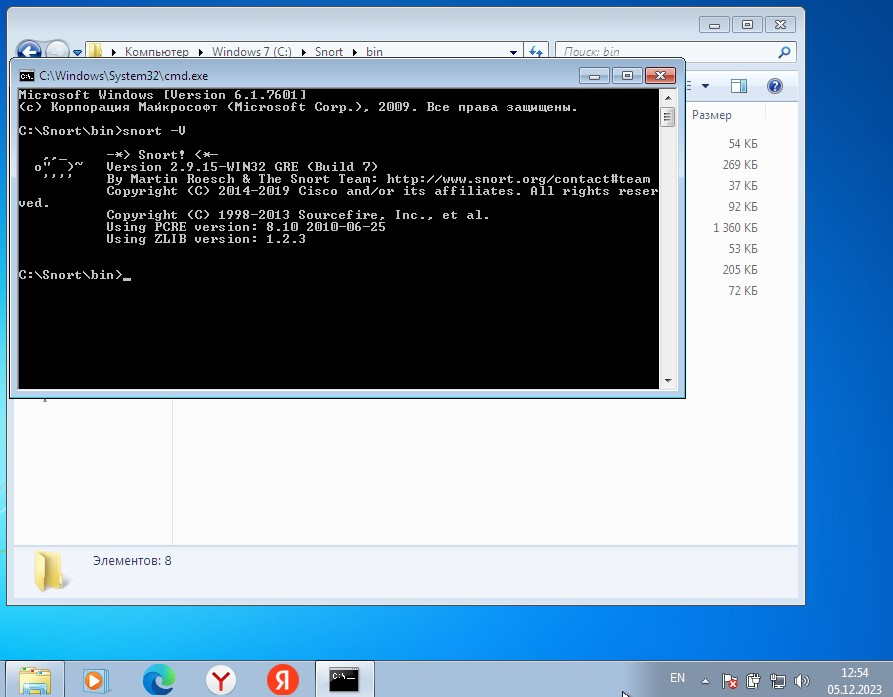 Компьютер Windows 7 (C:) Snort bin
Поиск: bin
C:\Windows\System32\cmd.exe
Microsoft Windows [Version 6.1.7601]
(c) Корпорация Майкрософт (Microsoft Corp.), 2009. Все права защищены.
C:\Snort\bin>snort -V
,,_     -*> Snort! <*-
o"  )~   Version 2.9.15-WIN32 GRE (Build 7)
''''    By Martin Roesch & The Snort Team: http://www.snort.org/contact#team
Copyright (C) 2014-2019 Cisco and/or its affiliates. All rights reser
ved.
Copyright (C) 1998-2013 Sourcefire, Inc., et al.
Using PCRE version: 8.10 2010-06-25
Using ZLIB version: 1.2.3
C:\Snort\bin>_
Размер
54 КБ
269 КБ
37 КБ
92 КБ
1 360 КБ
53 КБ
205 КБ
72 КБ
Элементов: 8
C:\_
EN
12:54
05.12.2023